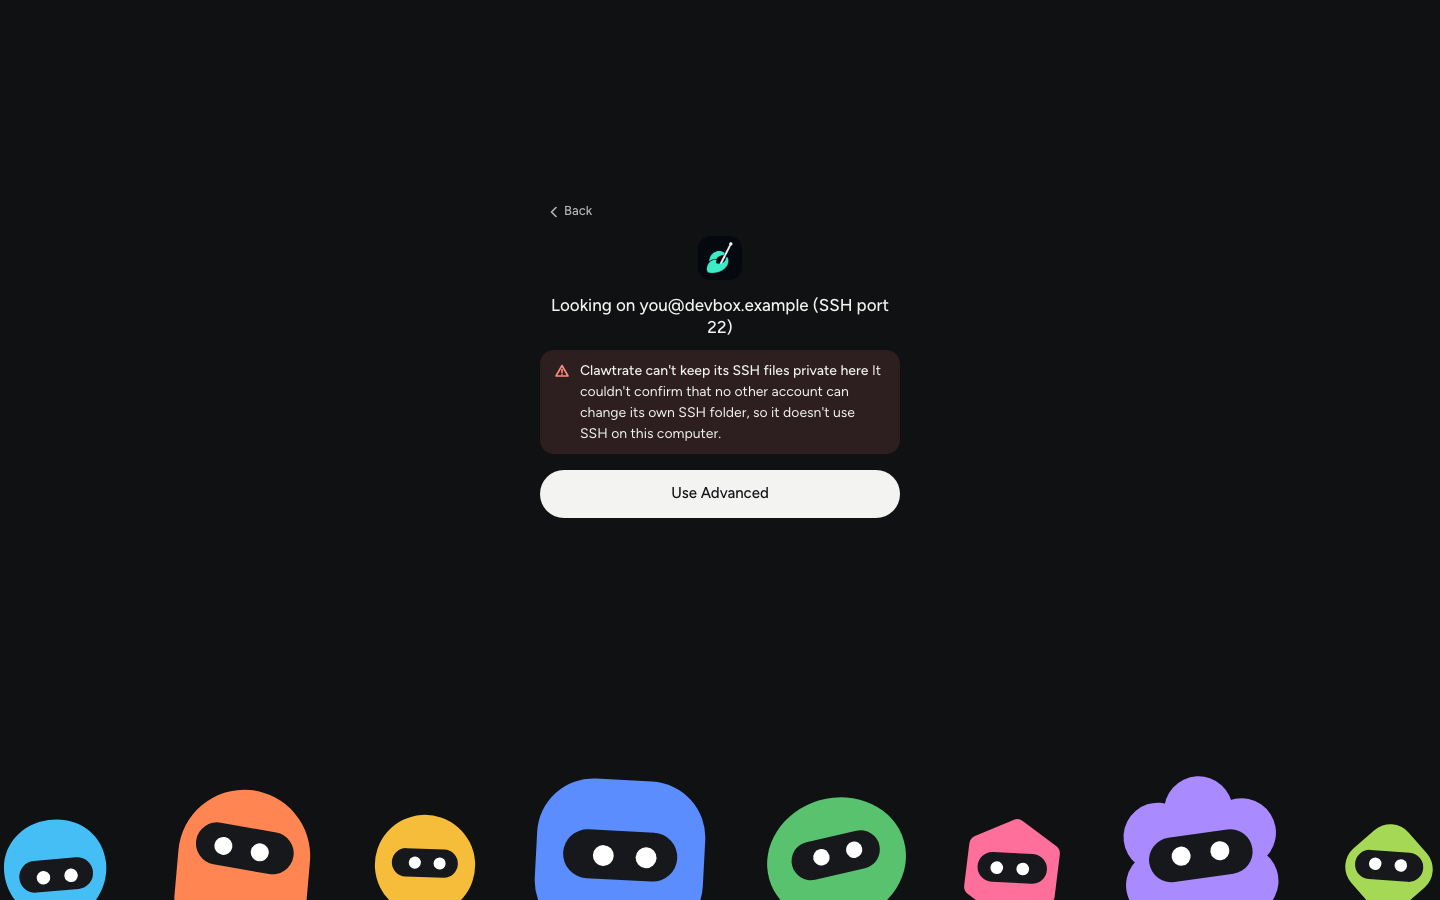 Back
Looking on you@devbox.example (SSH port
22)
Clawtrate can't keep its SSH files private here It
couldn't confirm that no other account can
change its own SSH folder, so it doesn't use
SSH on this computer.
Use Advanced